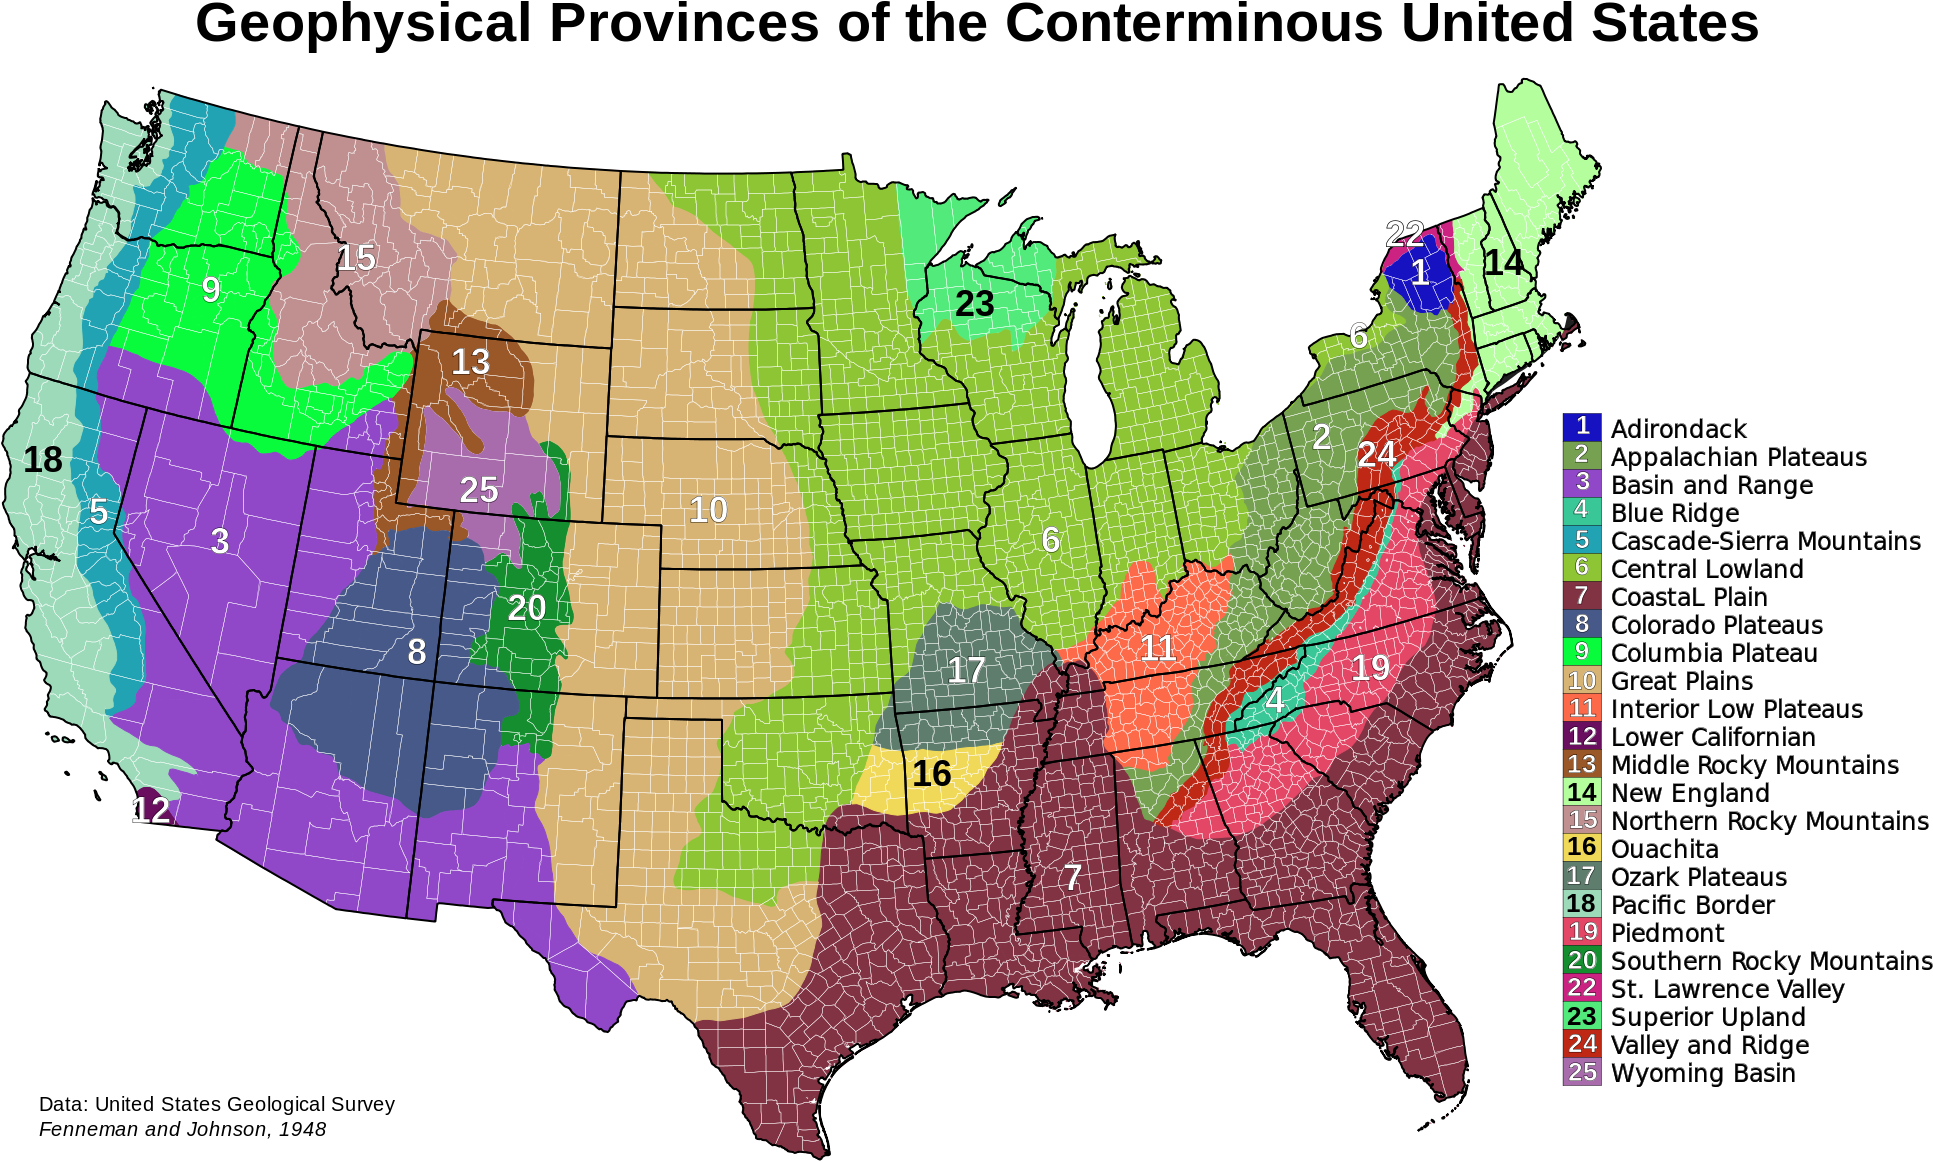 Geophysical Provinces of the Conterminous United States
22
14
1
15
9
23
6
13
2
24
18
25
10
5
3
6
20
8
11
17
19
4
16
12
7
1 Adirondack
2 Appalachian Plateaus
3 Basin and Range
4 Blue Ridge
5 Cascade-Sierra Mountains
6 Central Lowland
7 CoastaL Plain
8 Colorado Plateaus
9 Columbia Plateau
10 Great Plains
11 Interior Low Plateaus
12 Lower Californian
13 Middle Rocky Mountains
14 New England
15 Northern Rocky Mountains
16 Ouachita
17 Ozark Plateaus
18 Pacific Border
19 Piedmont
20 Southern Rocky Mountains
22 St. Lawrence Valley
23 Superior Upland
24 Valley and Ridge
25 Wyoming Basin
Data: United States Geological Survey
Fenneman and Johnson, 1948